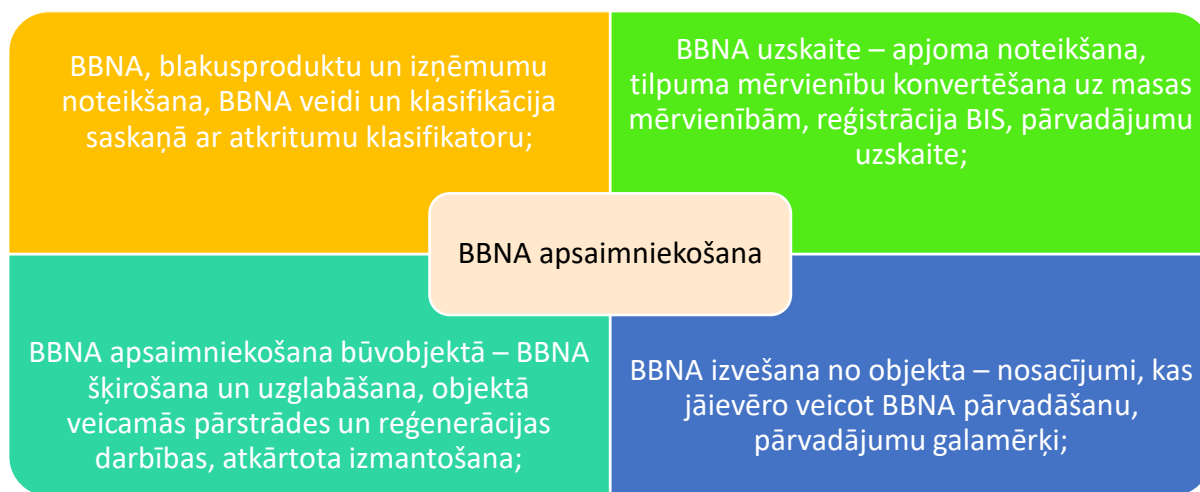 BBNA, blakusproduktu un izņēmumu
noteikšana, BBNA veidi un klasifikācija
saskaņā ar atkritumu klasifikatoru;
BBNA uzskaite – apjoma noteikšana,
tilpuma mērvienību konvertēšana uz masas
mērvienībām, reģistrācija BIS, pārvadājumu
uzskaite;
BBNA apsaimniekošana
BBNA apsaimniekošana būvobjektā – BBNA
šķirošana un uzglabāšana, objektā
veicamās pārstrādes un reģenerācijas
darbības, atkārtota izmantošana;
BBNA izvešana no objekta – nosacījumi, kas
jāievēro veicot BBNA pārvadāšanu,
pārvadājumu galamērķi;